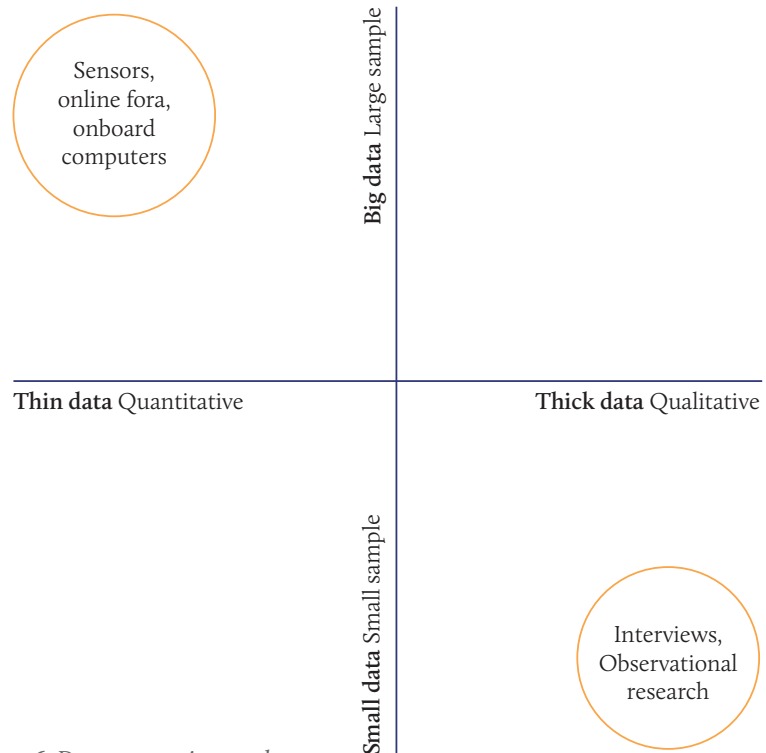 Sensors,
online fora,
onboard
computers
Big data Large sample
Thin data Quantitative
Thick data Qualitative
Small data Small sample
Interviews,
Observational
research